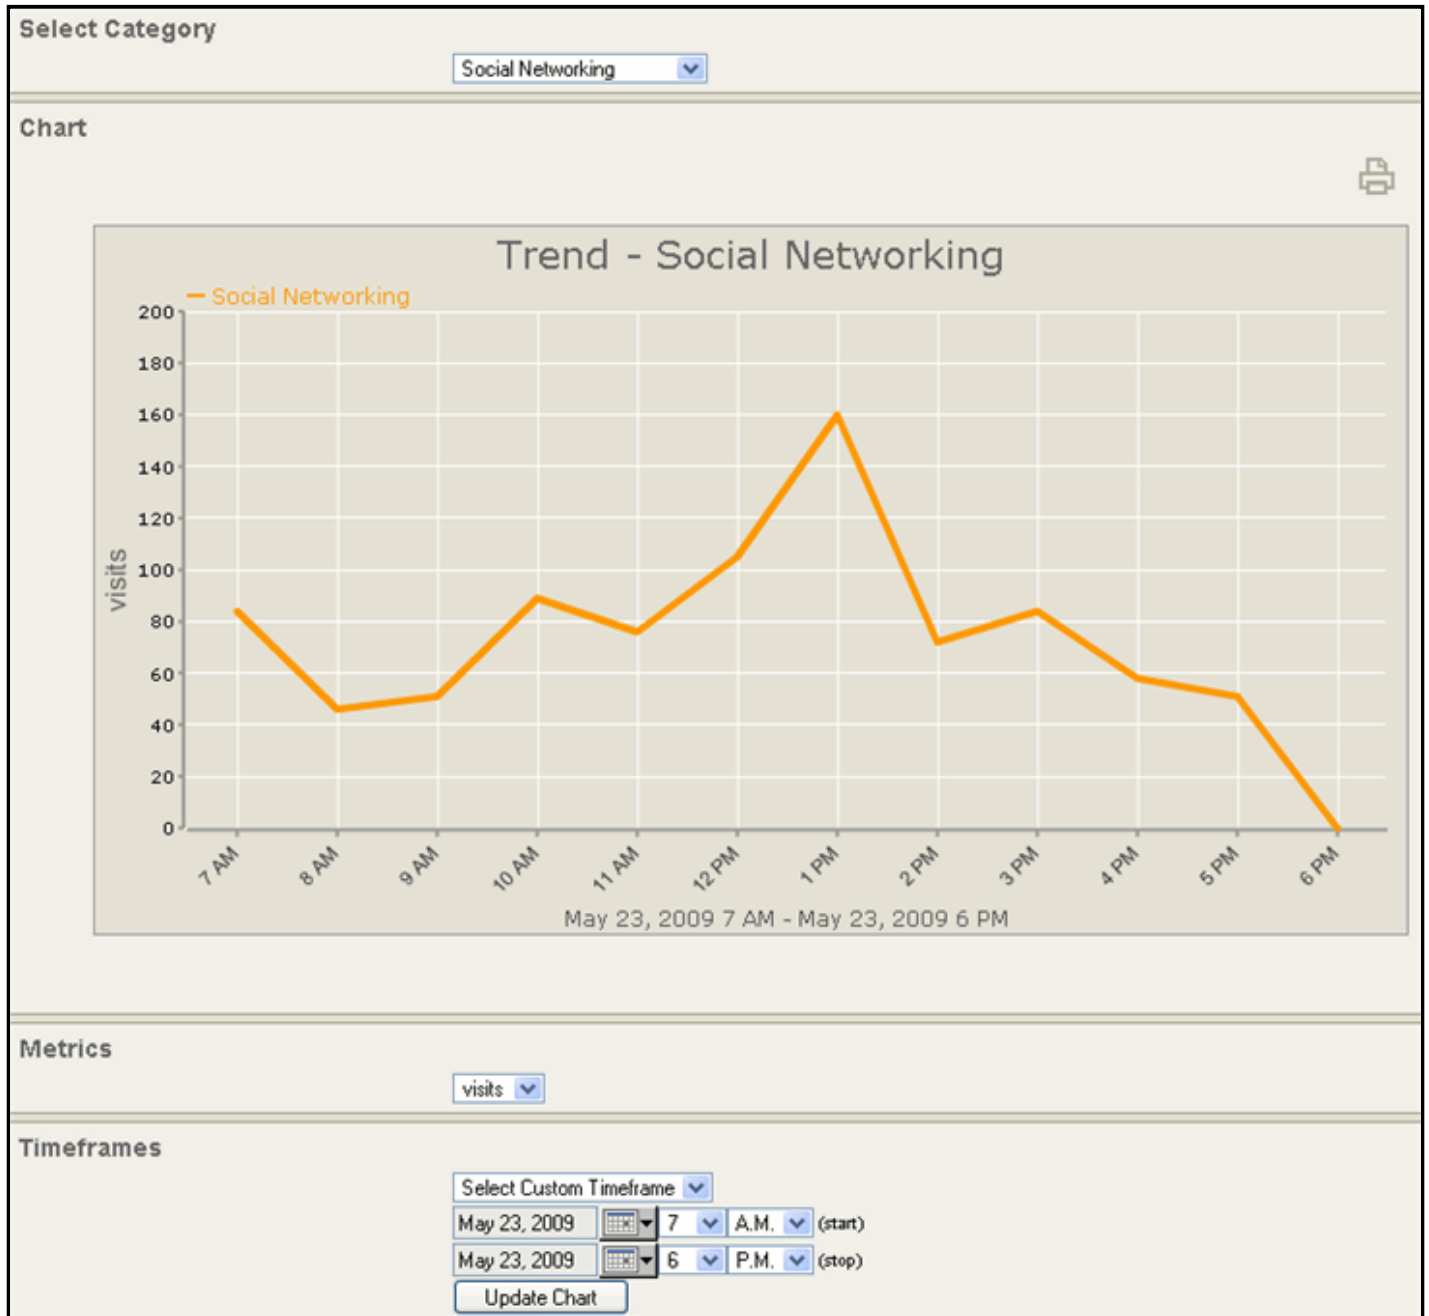 Select Category
Social Networking
Chart
Trend - Social Networking
Social Networking
200
180
160
140
120
100
80
60
40
20
0
visits
7 AM 8 AM 9 AM 10 AM 11 AM 12 PM 1 PM 2 PM 3 PM 4 PM 5 PM 6 PM
May 23, 2009 7 AM - May 23, 2009 6 PM
Metrics
visits
Timeframes
Select Custom Timeframe
May 23, 2009 7 A.M. (start)
May 23, 2009 6 P.M. (stop)
Update Chart